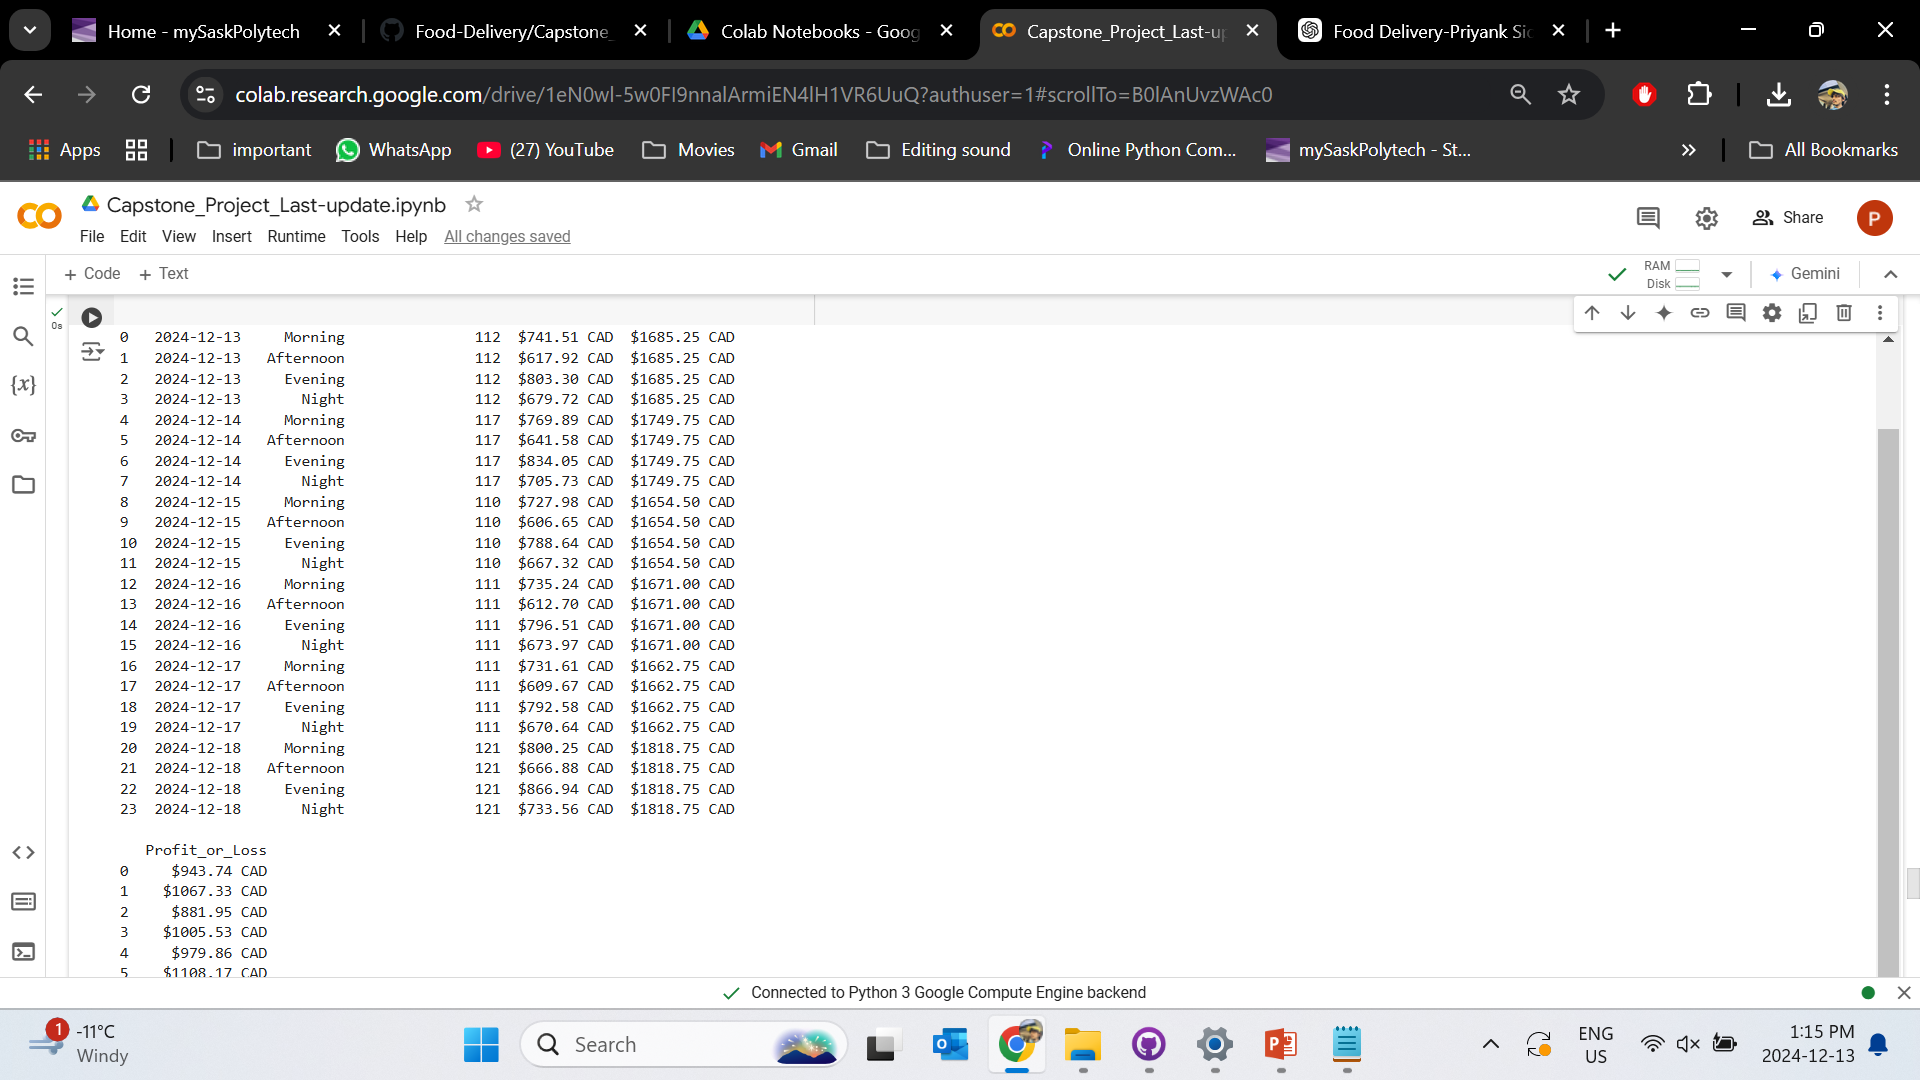 Home - mySaskPolytech
Food-Delivery/Capstone_
Colab Notebooks - Goog
Capstone_Project_Last-up
Food Delivery-Priyank Sic
colab.research.google.com/drive/1eN0wl-5w0FI9nnalArmiEN4lH1VR6UuQ?authuser=1#scrollTo=B0lAnUvzWAc0
Apps
important
WhatsApp
(27) YouTube
Movies
Gmail
Editing sound
Online Python Com...
mySaskPolytech - St...
All Bookmarks
Capstone_Project_Last-update.ipynb
Share
P
File Edit View Insert Runtime Tools Help All changes saved
+ Code + Text
RAM
Disk
Gemini
0s
0 2024-12-13 Morning 112 $741.51 CAD $1685.25 CAD
1 2024-12-13 Afternoon 112 $617.92 CAD $1685.25 CAD
2 2024-12-13 Evening 112 $803.30 CAD $1685.25 CAD
3 2024-12-13 Night 112 $679.72 CAD $1685.25 CAD
4 2024-12-14 Morning 117 $769.89 CAD $1749.75 CAD
5 2024-12-14 Afternoon 117 $641.58 CAD $1749.75 CAD
6 2024-12-14 Evening 117 $834.05 CAD $1749.75 CAD
7 2024-12-14 Night 117 $705.73 CAD $1749.75 CAD
8 2024-12-15 Morning 110 $727.98 CAD $1654.50 CAD
9 2024-12-15 Afternoon 110 $606.65 CAD $1654.50 CAD
10 2024-12-15 Evening 110 $788.64 CAD $1654.50 CAD
11 2024-12-15 Night 110 $667.32 CAD $1654.50 CAD
12 2024-12-16 Morning 111 $735.24 CAD $1671.00 CAD
13 2024-12-16 Afternoon 111 $612.70 CAD $1671.00 CAD
14 2024-12-16 Evening 111 $796.51 CAD $1671.00 CAD
15 2024-12-16 Night 111 $673.97 CAD $1671.00 CAD
16 2024-12-17 Morning 111 $731.61 CAD $1662.75 CAD
17 2024-12-17 Afternoon 111 $609.67 CAD $1662.75 CAD
18 2024-12-17 Evening 111 $792.58 CAD $1662.75 CAD
19 2024-12-17 Night 111 $670.64 CAD $1662.75 CAD
20 2024-12-18 Morning 121 $800.25 CAD $1818.75 CAD
21 2024-12-18 Afternoon 121 $666.88 CAD $1818.75 CAD
22 2024-12-18 Evening 121 $866.94 CAD $1818.75 CAD
23 2024-12-18 Night 121 $733.56 CAD $1818.75 CAD
Profit_or_Loss
0 $943.74 CAD
1 $1067.33 CAD
2 $881.95 CAD
3 $1005.53 CAD
4 $979.86 CAD
5 $1108.17 CAD
Connected to Python 3 Google Compute Engine backend
1
-11°C
Windy
Search
ENG
US
1:15 PM
2024-12-13